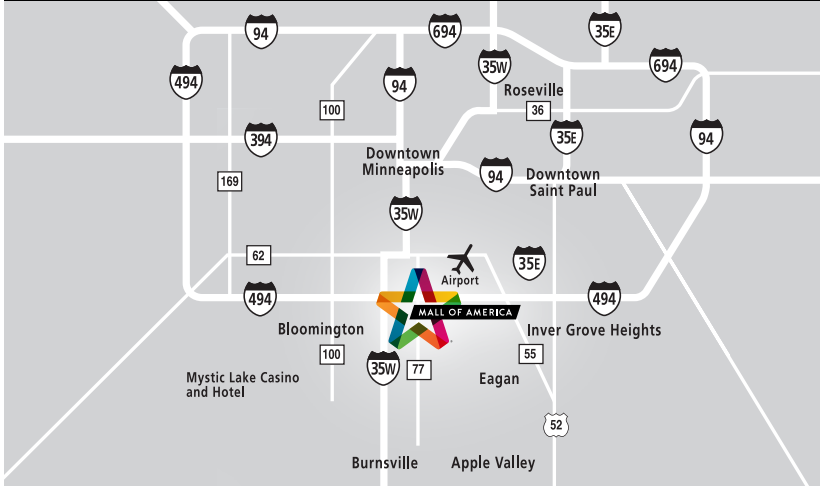 94
694
35E
494
94
35W
694
Roseville
100
36
394
35E
94
Downtown
Minneapolis
94
Downtown
Saint Paul
169
35W
62
35E
Airport
494
494
MALL OF AMERICA
Bloomington
Inver Grove Heights
100
55
35W
77
Mystic Lake Casino
and Hotel
Eagan
52
Burnsville
Apple Valley